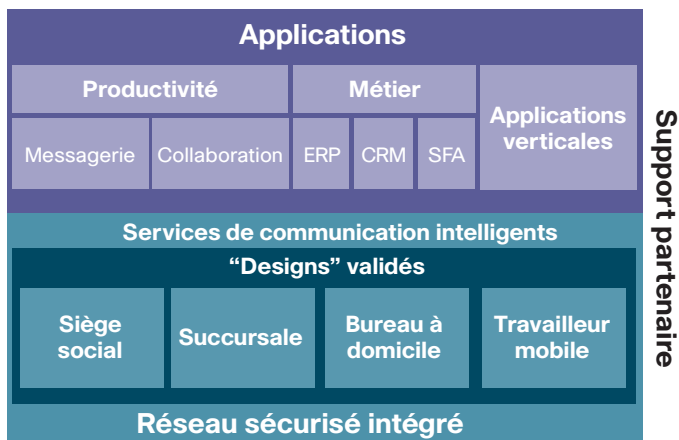 Applications
Productivité
Métier
Applications
verticales
Messagerie
Collaboration
ERP
CRM
SFA
Services de communication intelligents
“Designs” validés
Siège
social
Succursale
Bureau à
domicile
Travailleur
mobile
Réseau sécurisé intégré
Support partenaire